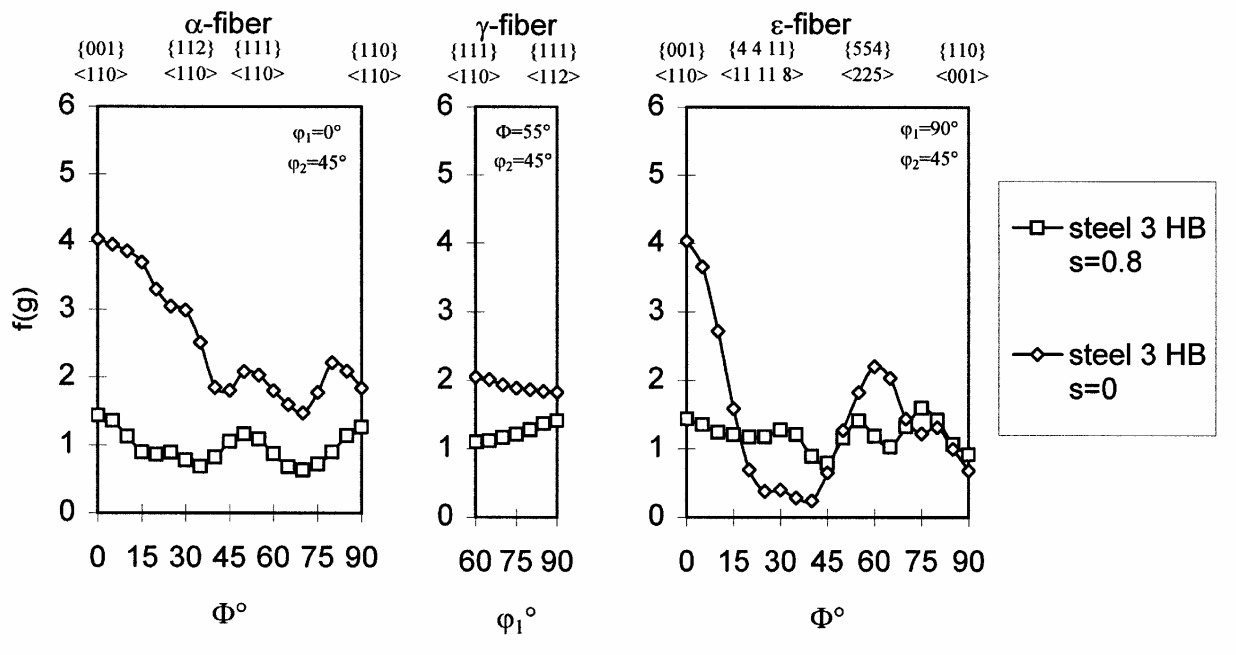 α-fiber γ-fiber ε-fiber
{001} {112} {111} {110} {111} {111} {001} {4 4 11} {554} {110}
<110> <110> <110> <110> <110> <112> <110> <11 11 8> <225> <001>
6 6 6
φ1=0° Φ=55° φ1=90°
φ2=45° φ2=45° φ2=45°
5 5 5
steel 3 HB
s=0.8
4 4 4
f(g)
3 3 3
steel 3 HB
s=0
2 2 2
1 1 1
0 0 0
0 15 30 45 60 75 90 60 75 90 0 15 30 45 60 75 90
Φ° φ1° Φ°